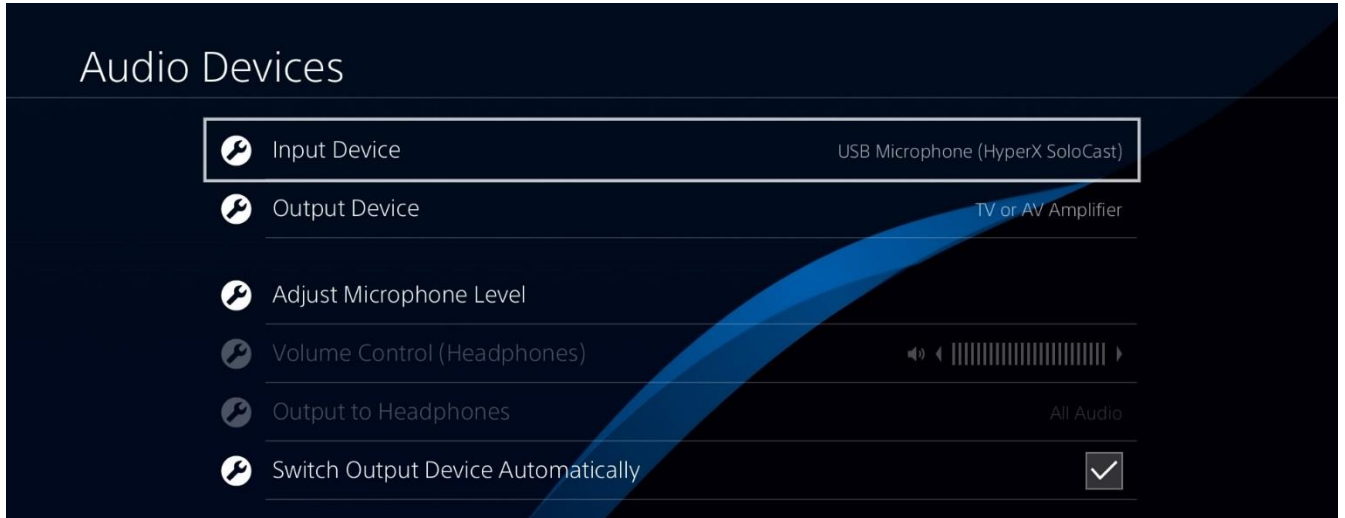 Audio Devices
Input Device USB Microphone (HyperX SoloCast)
Output Device TV or AV Amplifier
Adjust Microphone Level
Volume Control (Headphones)
Output to Headphones All Audio
Switch Output Device Automatically